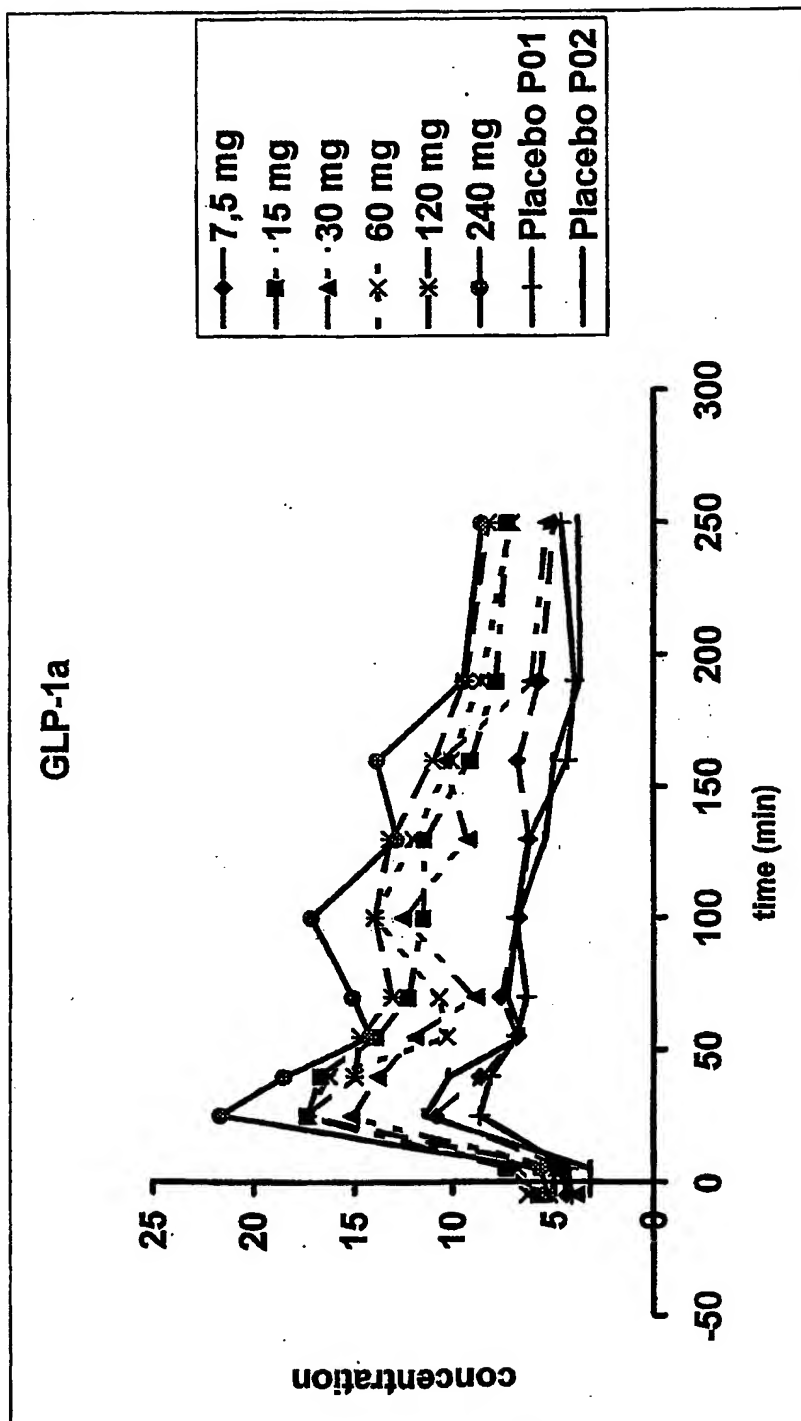 GLP-1a
concentration
25
20
15
10
5
0
-50
0
50
100
150
200
250
300
time (min)
7,5 mg
15 mg
30 mg
60 mg
120 mg
240 mg
Placebo P01
Placebo P02